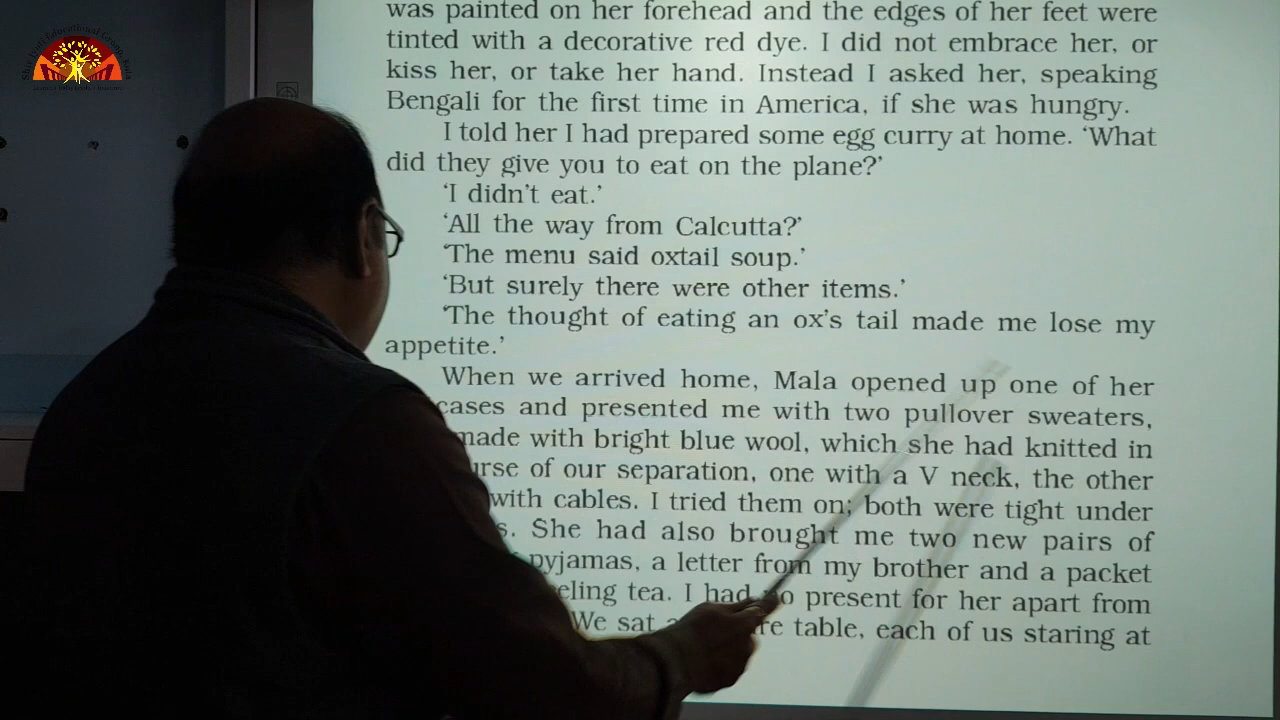 was painted on her forehead and the edges of her feet were
tinted with a decorative red dye. I did not embrace her, or
kiss her, or take her hand. Instead I asked her, speaking
Bengali for the first time in America, if she was hungry.
I told her I had prepared some egg curry at home. ‘What
did they give you to eat on the plane?’
‘I didn’t eat.’
‘All the way from Calcutta?’
‘The menu said oxtail soup.’
‘But surely there were other items.’
‘The thought of eating an ox’s tail made me lose my
appetite.’
When we arrived home, Mala opened up one of her
cases and presented me with two pullover sweaters,
made with bright blue wool, which she had knitted in
of our separation, one with a V neck, the other
with cables. I tried them on; both were tight under
She had also brought me two new pairs of
pyjamas, a letter from my brother and a packet
tea. I had no present for her apart from
We sat table, each of us staring at